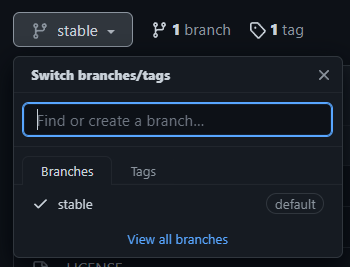 stable 1 branch 1 tag
Switch branches/tags
Find or create a branch...
Branches Tags
stable default
View all branches
LICENSE